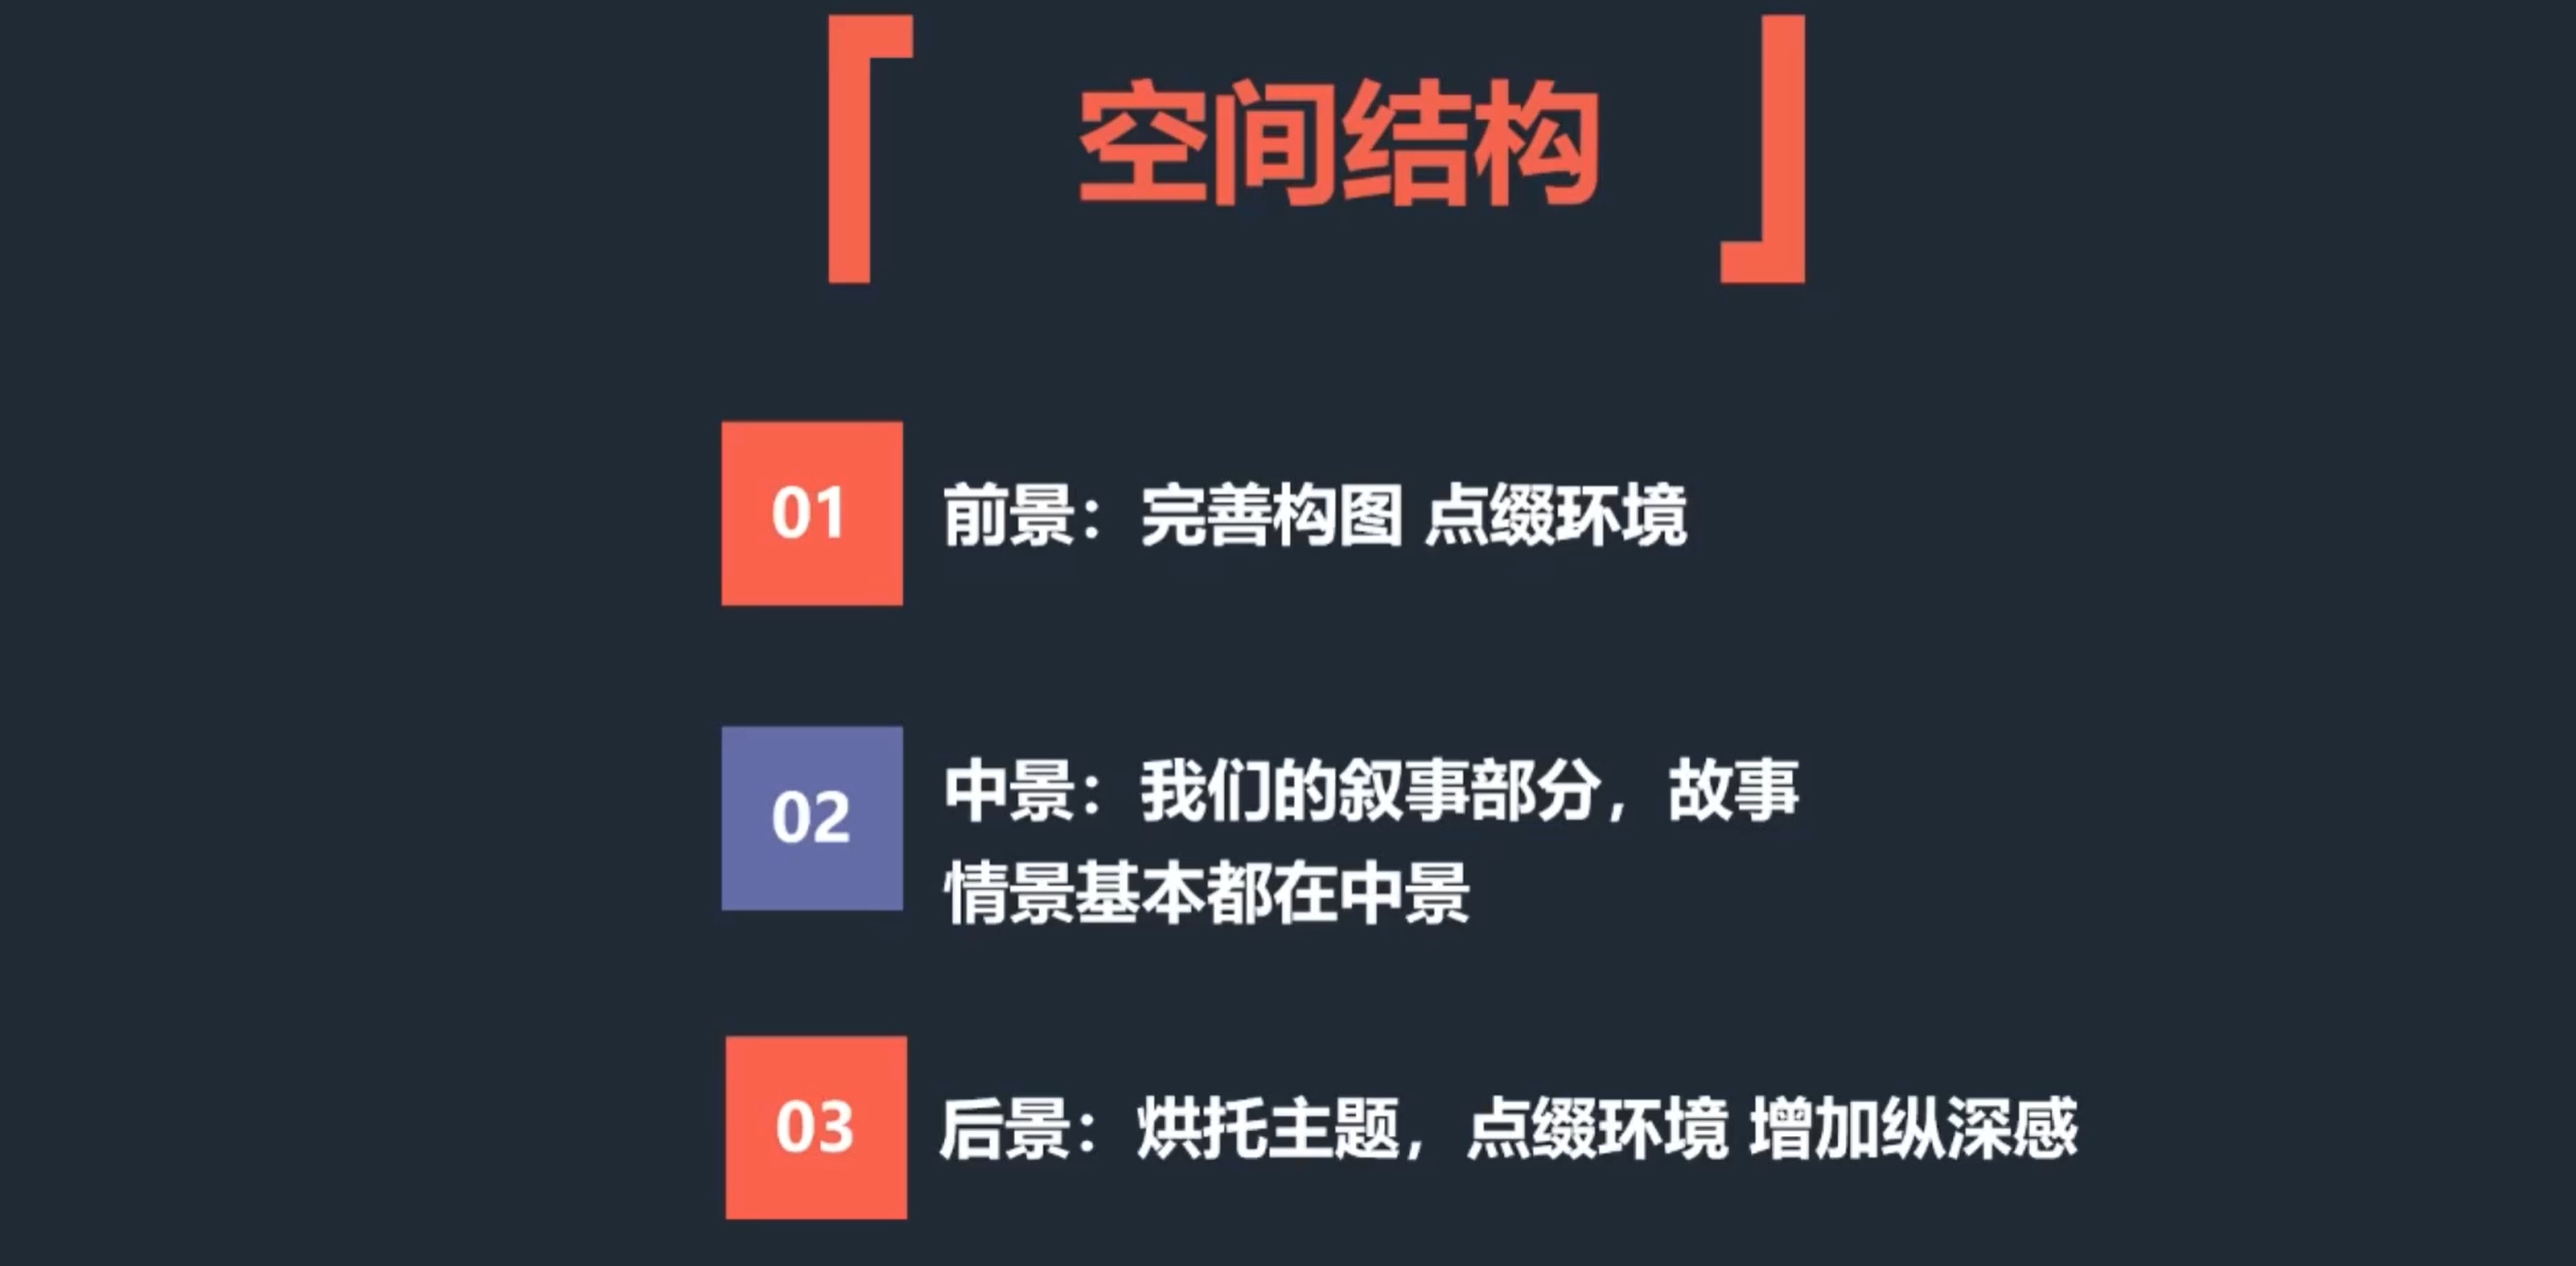 空间结构
01
前景：完善构图 点缀环境
02
中景：我们的叙事部分，故事
情景基本都在中景
03
后景：烘托主题，点缀环境 增加纵深感